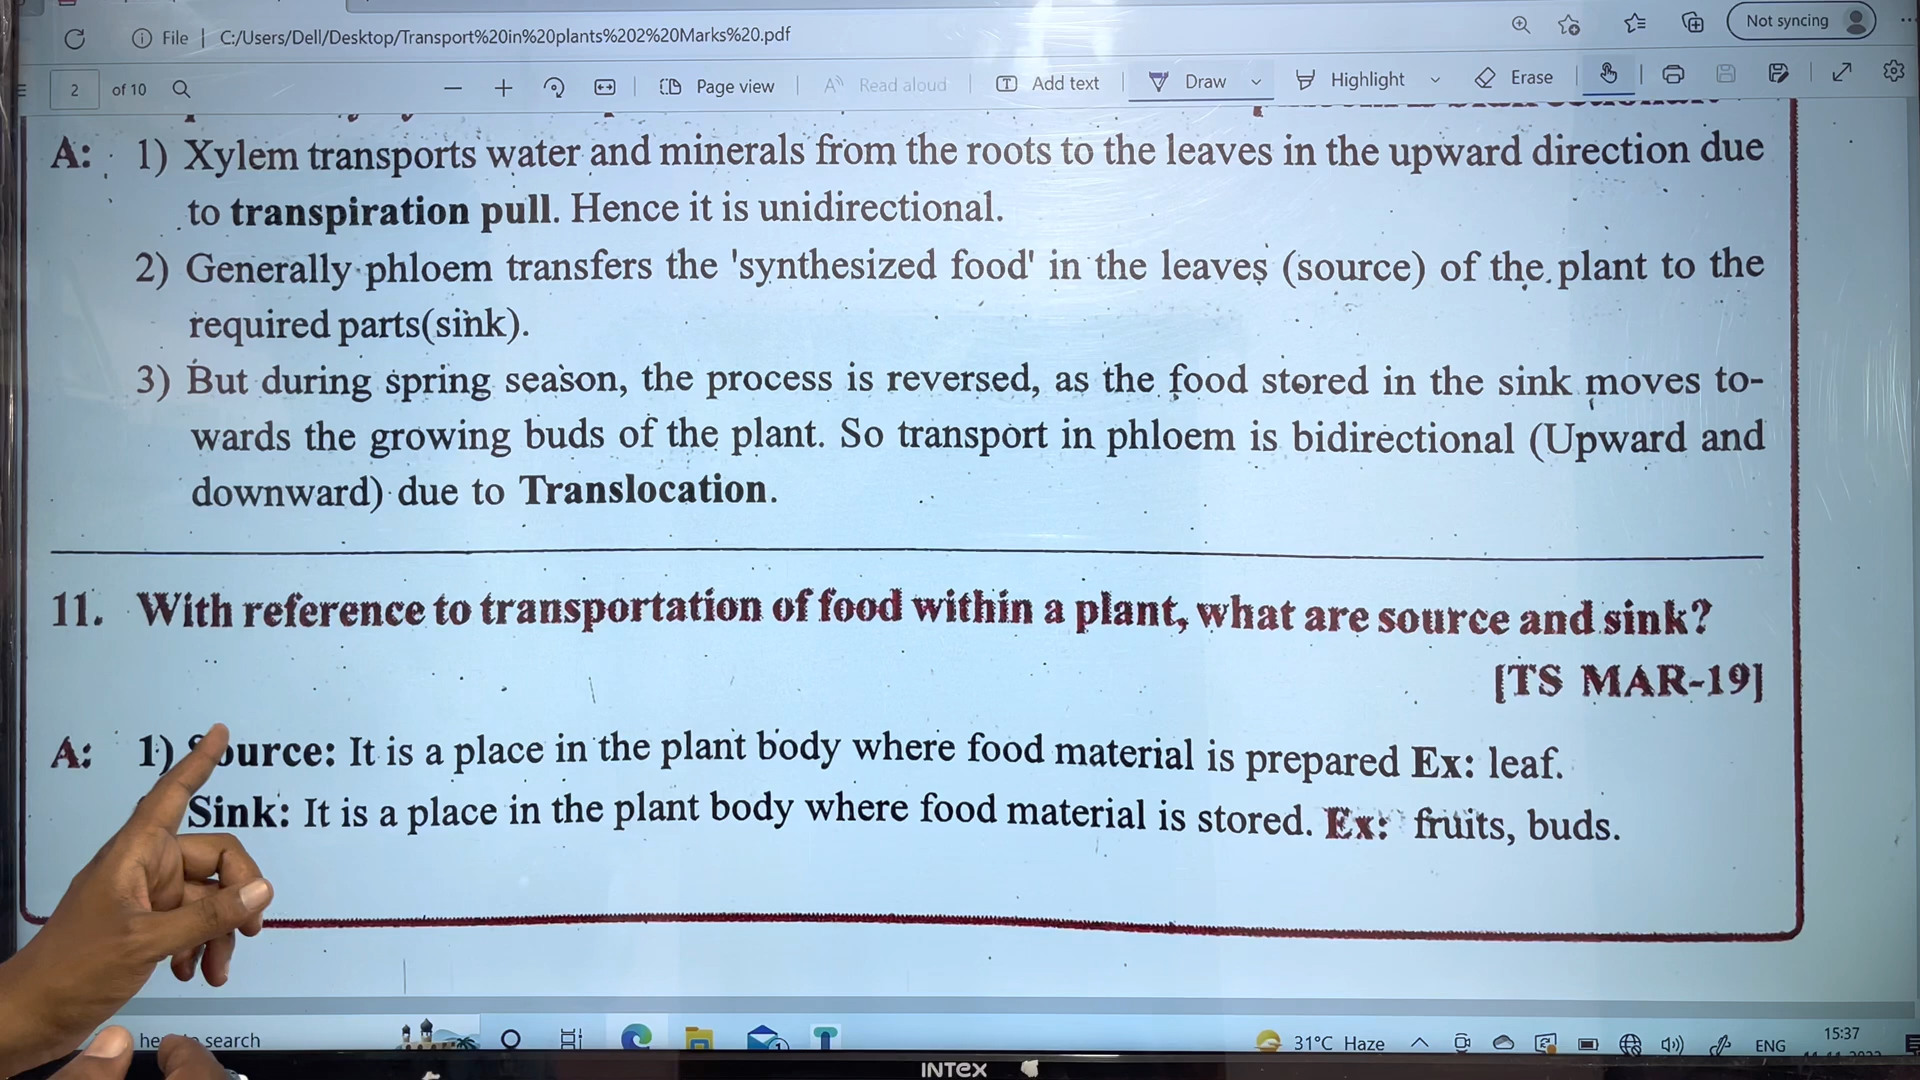 File | C:/Users/Dell/Desktop/Transport%20in%20plants%202%20Marks%20.pdf
Not syncing
2 of 10
Page view
Read aloud
Add text
Draw
Highlight
Erase
A: 1) Xylem transports water and minerals from the roots to the leaves in the upward direction due
to transpiration pull. Hence it is unidirectional.
2) Generally phloem transfers the 'synthesized food' in the leaves (source) of the plant to the
required parts(sink).
3) But during spring season, the process is reversed, as the food stored in the sink moves to-
wards the growing buds of the plant. So transport in phloem is bidirectional (Upward and
downward) due to Translocation.
11. With reference to transportation of food within a plant, what are source and sink?
[TS MAR-19]
A: 1) Source: It is a place in the plant body where food material is prepared Ex: leaf.
Sink: It is a place in the plant body where food material is stored. Ex: fruits, buds.
search
31°C Haze
ENG
15:37
INTEX